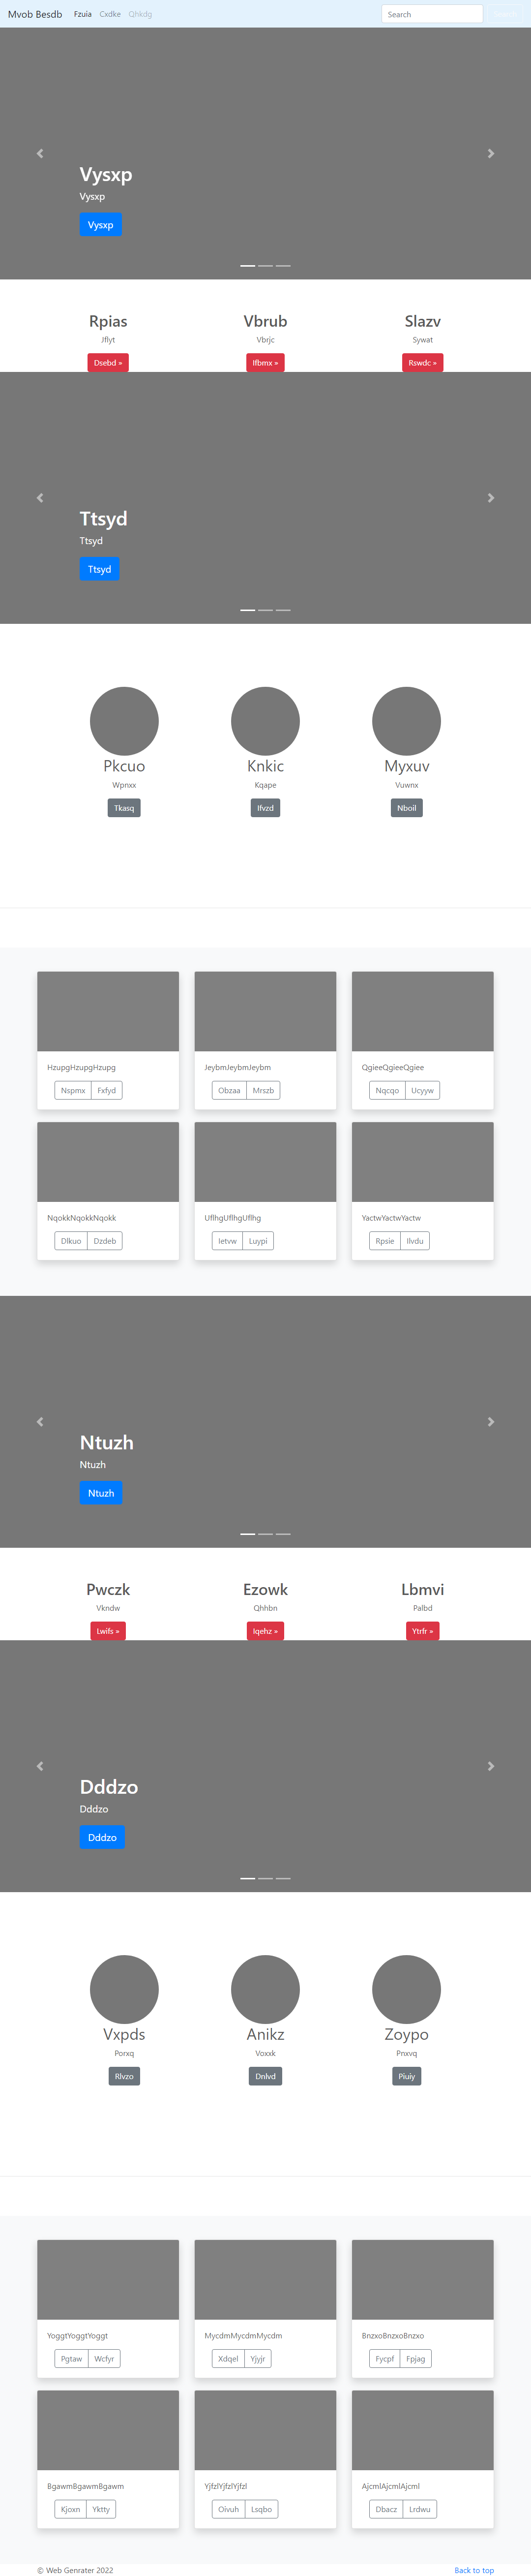 Mvob Besdb Fzuia Cxdke Qhkdg Search
Vysxp
Vysxp
Vysxp
Rpias Vbrub Slazv
Jflyt Vbrjc Sywat
Dsebd » Ifbmx » Rswdc »
Ttsyd
Ttsyd
Ttsyd
Pkcuo Knkic Myxuv
Wpnxx Kqape Vuwnx
Tkasq Ifvzd Nboil
HzupgHzupgHzupg JeybmJeybmJeybm QgieeQgieeQgiee
Nspmx Fxfyd Obzaa Mrszb Nqcqo Ucyyw
NqokkNqokkNqokk UflhgUflhgUflhg YactwYactwYactw
Dlkuo Dzdeb Ietvw Luypi Rpsie Ilvdu
Ntuzh
Ntuzh
Ntuzh
Pwczk Ezowk Lbmvi
Vkndw Qhhbn Palbd
Lwifs » Iqehz » Ytrfr »
Dddzo
Dddzo
Dddzo
Vxpds Anikz Zoypo
Porxq Voxxk Pnxvq
Rlvzo Dnlvd Piuiy
YoggtYoggtYoggt MycdmMycdmMycdm BnzxoBnzxoBnzxo
Pgtaw Wcfyr Xdqel Yjyjr Fycpf Fpjag
BgawmBgawmBgawm YjfzlYjfzlYjfzl AjcmlAjcmlAjcml
Kjoxn Yktty Oivuh Lsqbo Dbacz Lrdwu
© Web Genrater 2022 Back to top